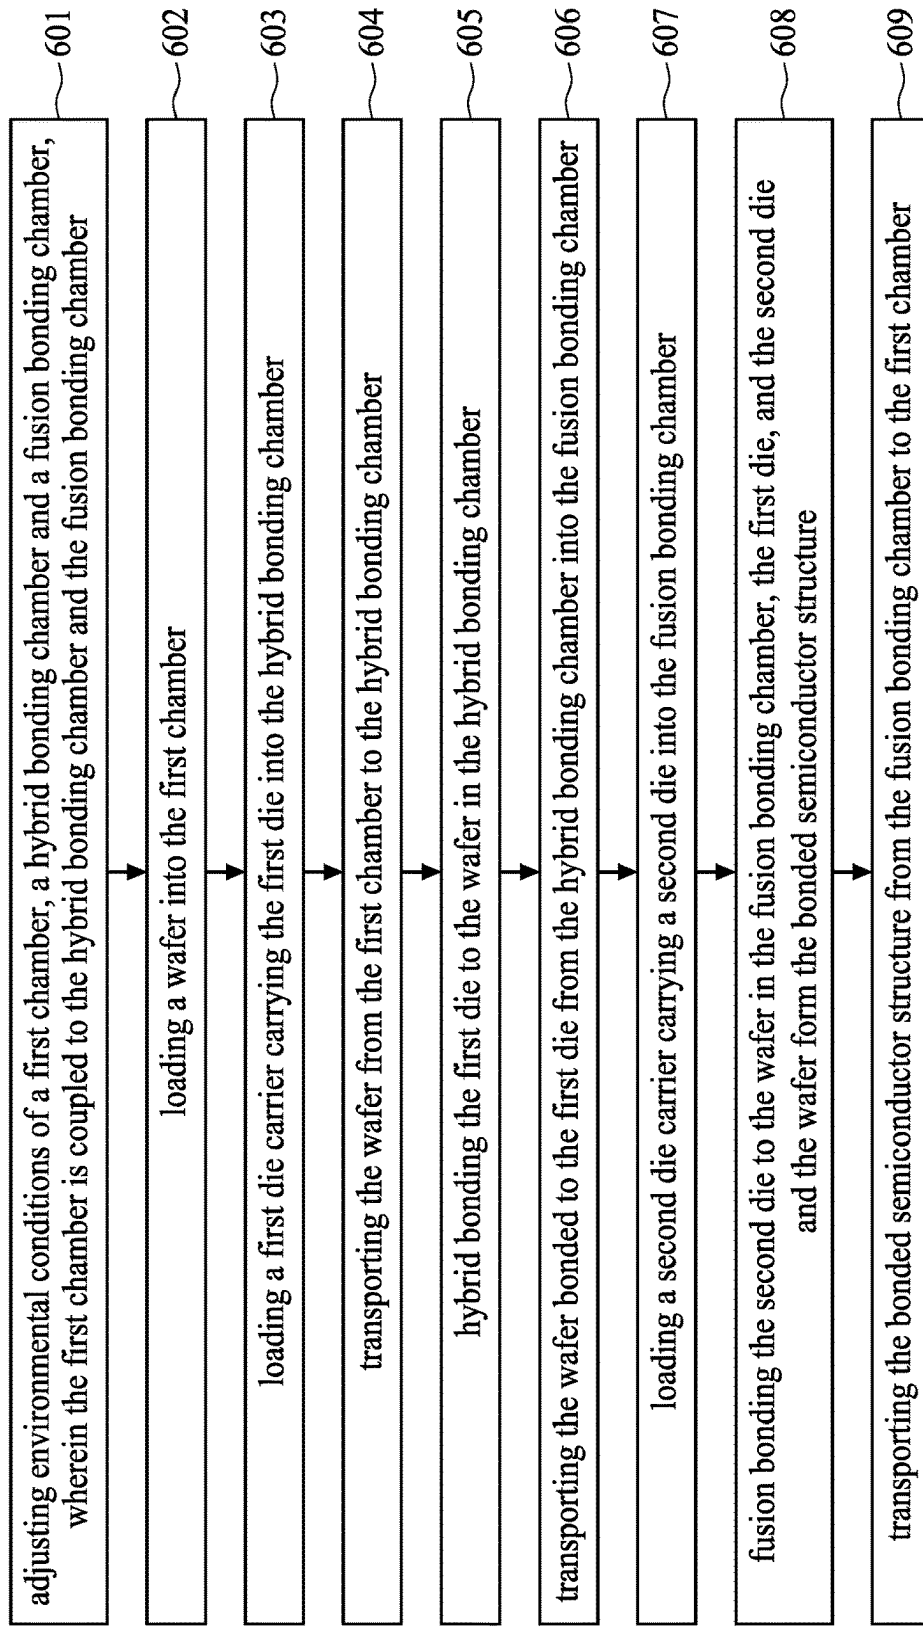 adjusting environmental conditions of a first chamber, a hybrid bonding chamber and a fusion bonding chamber,
wherein the first chamber is coupled to the hybrid bonding chamber and the fusion bonding chamber
601
loading a wafer into the first chamber
602
loading a first die carrier carrying the first die into the hybrid bonding chamber
603
transporting the wafer from the first chamber to the hybrid bonding chamber
604
hybrid bonding the first die to the wafer in the hybrid bonding chamber
605
transporting the wafer bonded to the first die from the hybrid bonding chamber into the fusion bonding chamber
606
loading a second die carrier carrying a second die into the fusion bonding chamber
607
fusion bonding the second die to the wafer in the fusion bonding chamber, the first die, and the second die
and the wafer form the bonded semiconductor structure
608
transporting the bonded semiconductor structure from the fusion bonding chamber to the first chamber
609